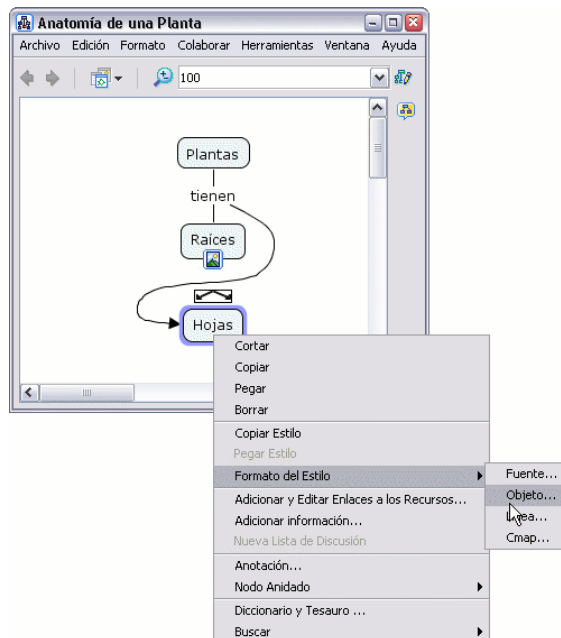 Anatomía de una Planta
Archivo Edición Formato Colaborar Herramientas Ventana Ayuda
100
Plantas
tienen
Raíces
Hojas
Cortar
Copiar
Pegar
Borrar
Copiar Estilo
Pegar Estilo
Formato del Estilo
Fuente...
Adicionar y Editar Enlaces a los Recursos...
Objeto...
Adicionar información...
Línea...
Nueva Lista de Discusión
Cmap...
Anotación...
Nodo Anidado
Diccionario y Tesauro ...
Buscar